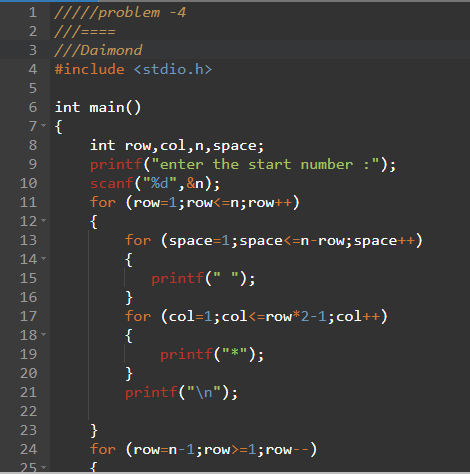 1 /////problem -4
2 ///====
3 ///Daimond
4 #include <stdio.h>
5
6 int main()
7 {
8 int row,col,n,space;
9 printf("enter the start number :");
10 scanf("%d",&n);
11 for (row=1;row<=n;row++)
12 {
13 for (space=1;space<=n-row;space++)
14 {
15 printf(" ");
16 }
17 for (col=1;col<=row*2-1;col++)
18 {
19 printf("*");
20 }
21 printf("\n");
22
23 }
24 for (row=n-1;row>=1;row--)
25 {